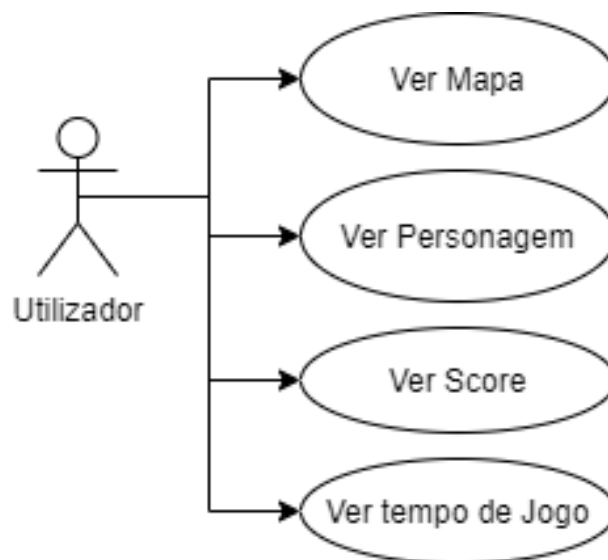 Ver Mapa
Ver Personagem
Utilizador
Ver Score
Ver tempo de Jogo